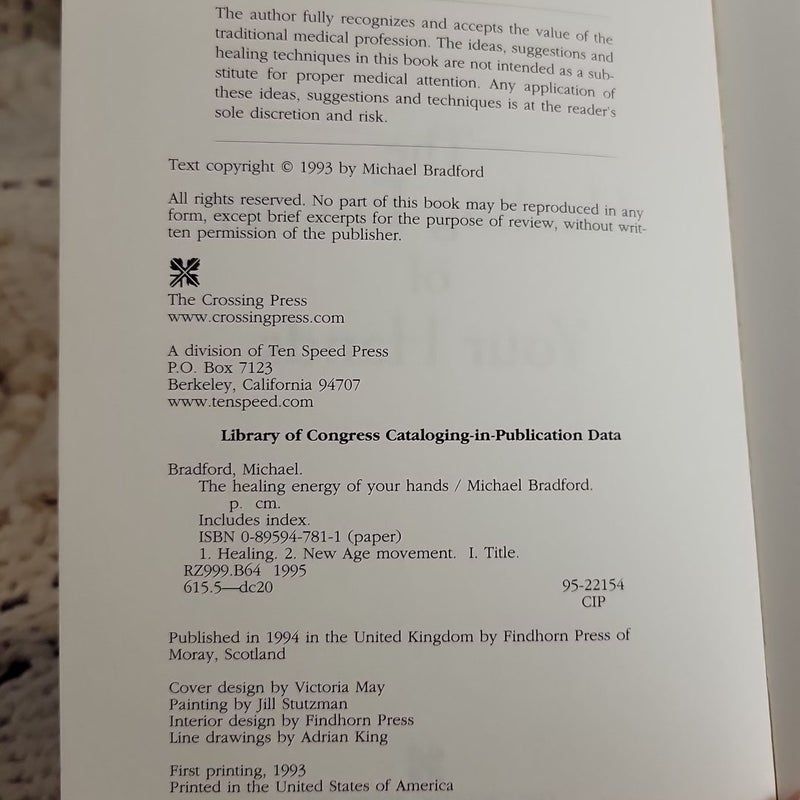 The author fully recognizes and accepts the value of the
traditional medical profession. The ideas, suggestions and
healing techniques in this book are not intended as a sub-
stitute for proper medical attention. Any application of
these ideas, suggestions and techniques is at the reader's
sole discretion and risk.
Text copyright © 1993 by Michael Bradford
All rights reserved. No part of this book may be reproduced in any
form, except brief excerpts for the purpose of review, without writ-
ten permission of the publisher.
The Crossing Press
www.crossingpress.com
A division of Ten Speed Press
P.O. Box 7123
Berkeley, California 94707
www.tenspeed.com
Library of Congress Cataloging-in-Publication Data
Bradford, Michael.
The healing energy of your hands / Michael Bradford.
p. cm.
Includes index.
ISBN 0-89594-781-1 (paper)
1. Healing. 2. New Age movement. I. Title.
RZ999.B64 1995
615.5—dc20 95-22154
CIP
Published in 1994 in the United Kingdom by Findhorn Press of
Moray, Scotland
Cover design by Victoria May
Painting by Jill Stutzman
Interior design by Findhorn Press
Line drawings by Adrian King
First printing, 1993
Printed in the United States of America